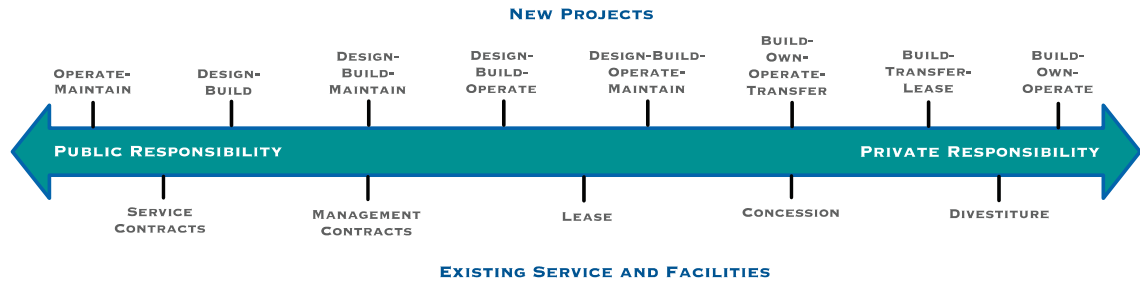 NEW PROJECTS
OPERATE-
MAINTAIN
DESIGN-
BUILD
DESIGN-
BUILD-
MAINTAIN
DESIGN-
BUILD-
OPERATE
DESIGN-BUILD-
OPERATE-
MAINTAIN
BUILD-
OWN-
OPERATE-
TRANSFER
BUILD-
TRANSFER-
LEASE
BUILD-
OWN-
OPERATE
PUBLIC RESPONSIBILITY
PRIVATE RESPONSIBILITY
SERVICE
CONTRACTS
MANAGEMENT
CONTRACTS
LEASE
CONCESSION
DIVESTITURE
EXISTING SERVICE AND FACILITIES